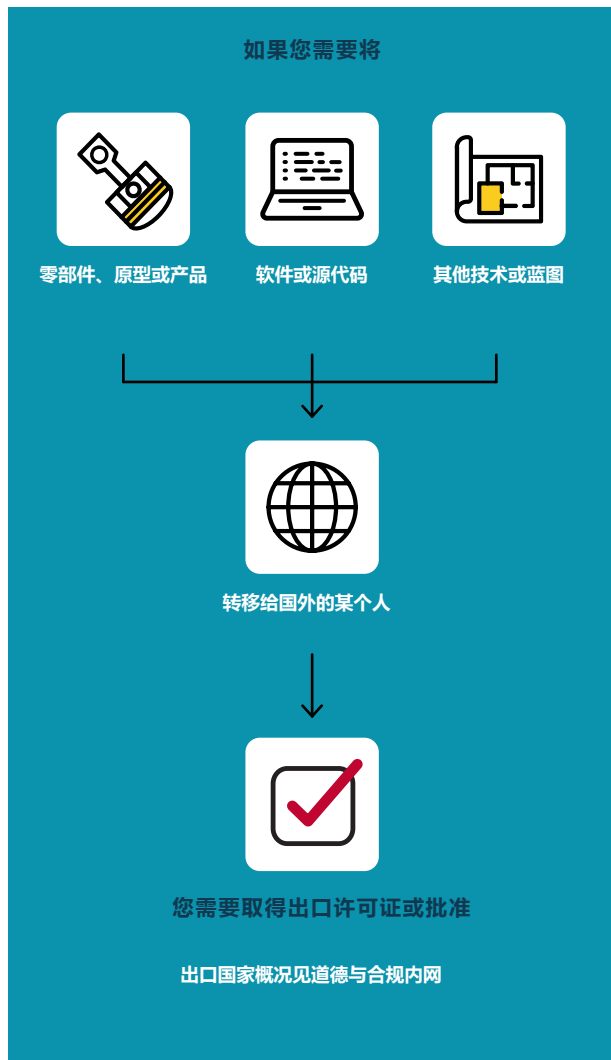 如果您需要将
零部件、原型或产品
软件或源代码
其他技术或蓝图
转移给国外的某个人
您需要取得出口许可证或批准
出口国家概况见道德与合规内网